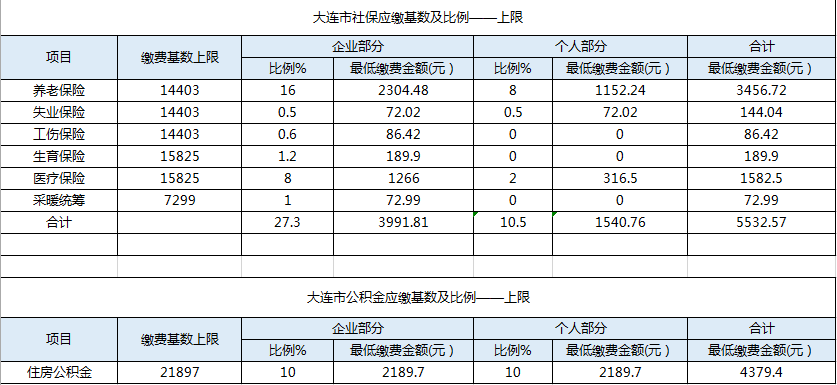 大连市社保应缴基数及比例——上限
项目 缴费基数上限 企业部分 个人部分 合计
比例% 最低缴费金额(元) 比例% 最低缴费金额(元) 最低缴费金额(元)
养老保险 14403 16 2304.48 8 1152.24 3456.72
失业保险 14403 0.5 72.02 0.5 72.02 144.04
工伤保险 14403 0.6 86.42 0 0 86.42
生育保险 15825 1.2 189.9 0 0 189.9
医疗保险 15825 8 1266 2 316.5 1582.5
采暖统筹 7299 1 72.99 0 0 72.99
合计 27.3 3991.81 10.5 1540.76 5532.57
大连市公积金应缴基数及比例——上限
项目 缴费基数上限 企业部分 个人部分 合计
比例% 最低缴费金额(元) 比例% 最低缴费金额(元) 最低缴费金额(元)
住房公积金 21897 10 2189.7 10 2189.7 4379.4